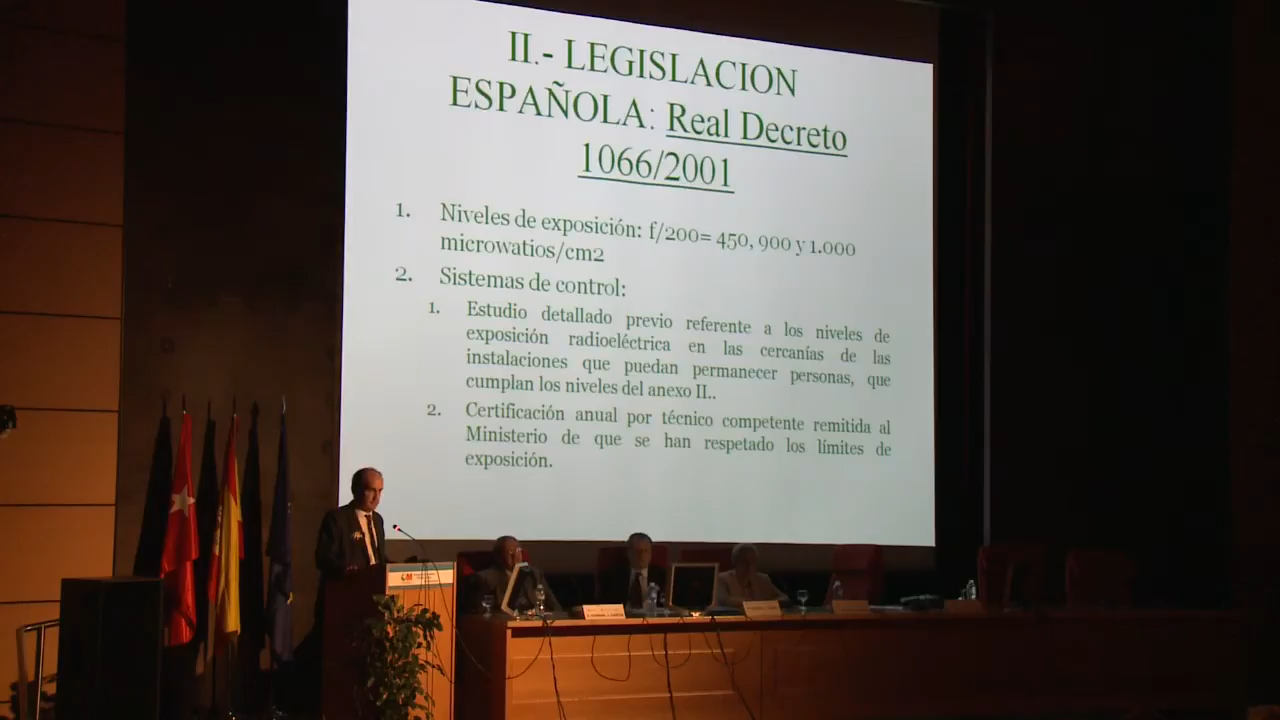 II.- LEGISLACION
ESPAÑOLA: Real Decreto
1066/2001
1. Niveles de exposición: f/200= 450, 900 y 1.000
microwatios/cm2
2. Sistemas de control:
1. Estudio detallado previo referente a los niveles de
exposición radioeléctrica en las cercanías de las
instalaciones que puedan permanecer personas, que
cumplan los niveles del anexo II..
2. Certificación anual por técnico competente remitida al
Ministerio de que se han respetado los límites de
exposición.